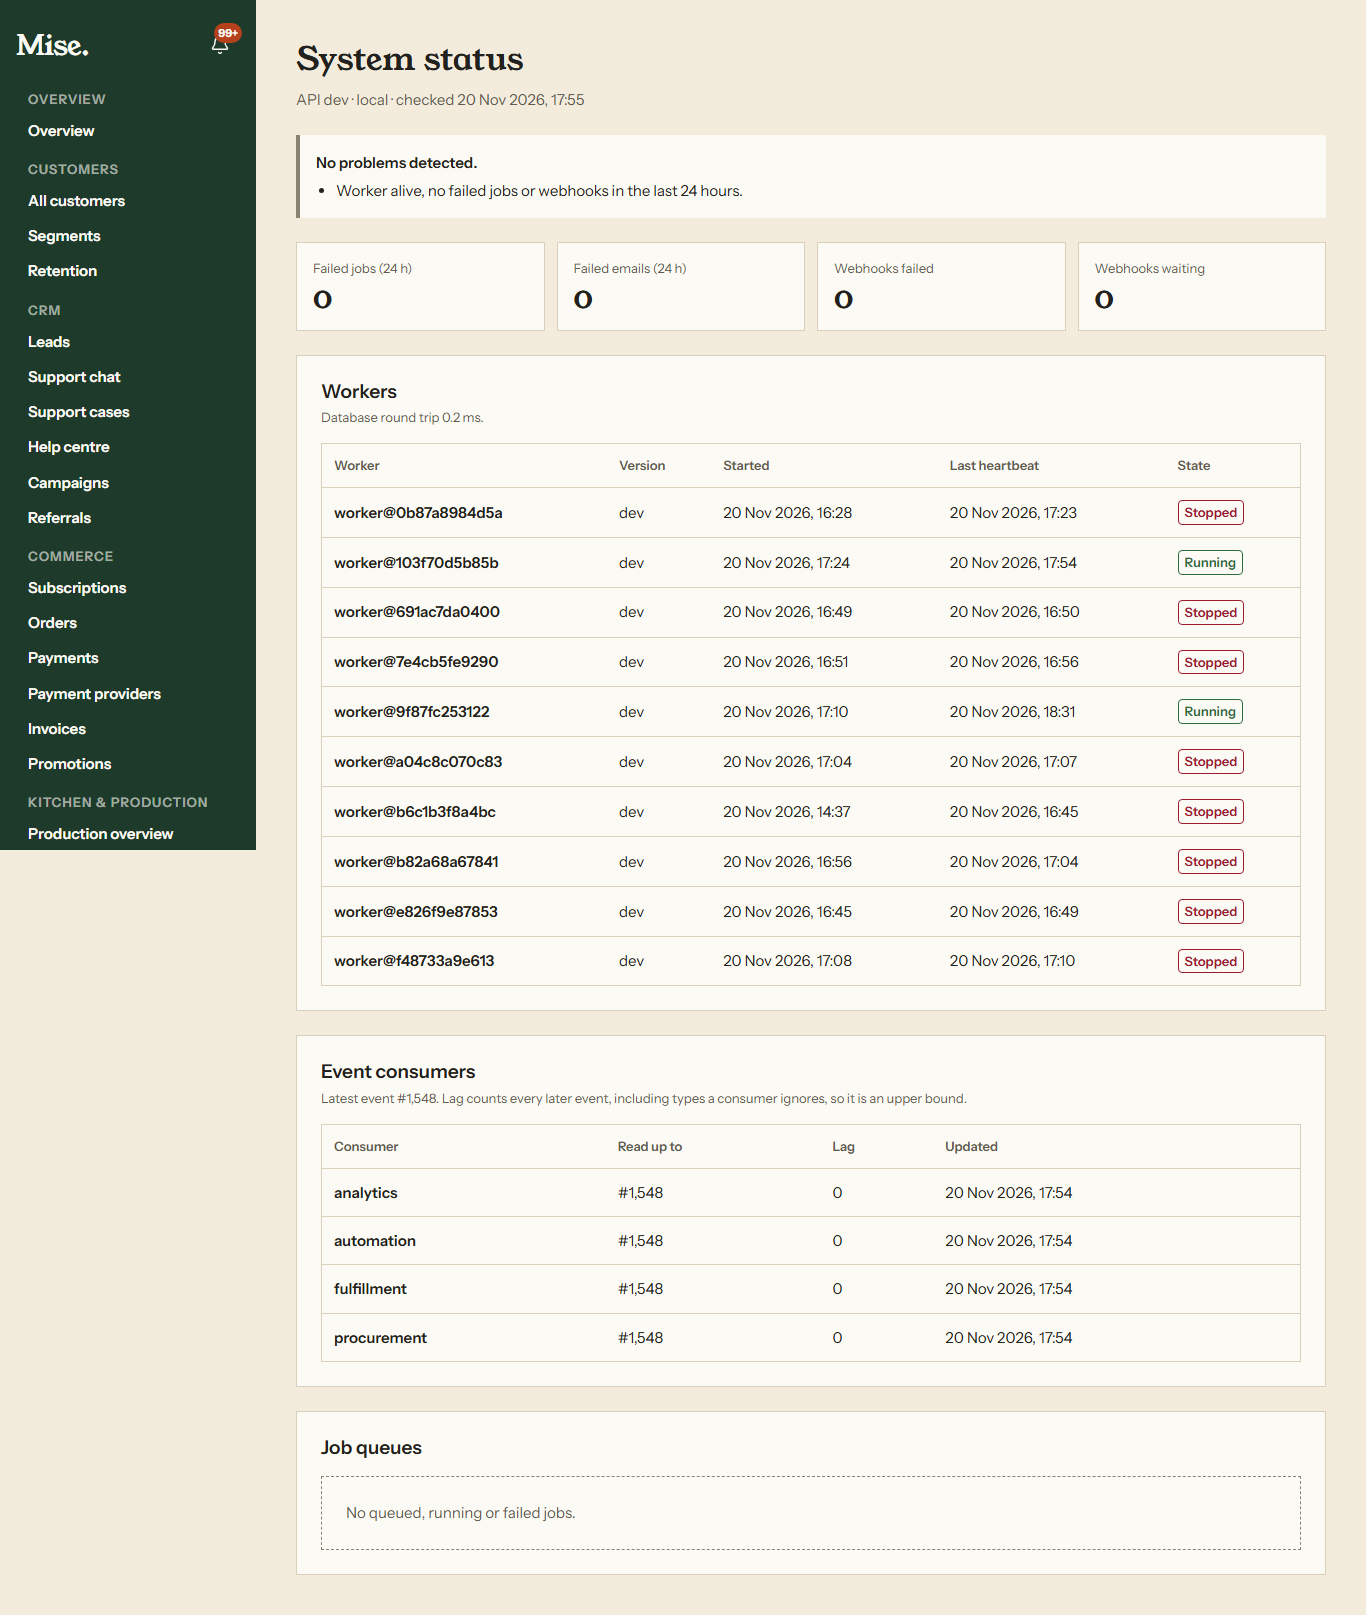 Mise.
99+
OVERVIEW
Overview
CUSTOMERS
All customers
Segments
Retention
CRM
Leads
Support chat
Support cases
Help centre
Campaigns
Referrals
COMMERCE
Subscriptions
Orders
Payments
Payment providers
Invoices
Promotions
KITCHEN & PRODUCTION
Production overview
System status
API dev · local · checked 20 Nov 2026, 17:55
No problems detected.
• Worker alive, no failed jobs or webhooks in the last 24 hours.
Failed jobs (24 h)
0
Failed emails (24 h)
0
Webhooks failed
0
Webhooks waiting
0
Workers
Database round trip 0.2 ms.
Worker Version Started Last heartbeat State
worker@0b87a8984d5a dev 20 Nov 2026, 16:28 20 Nov 2026, 17:23 Stopped
worker@103f70d5b85b dev 20 Nov 2026, 17:24 20 Nov 2026, 17:54 Running
worker@691ac7da0400 dev 20 Nov 2026, 16:49 20 Nov 2026, 16:50 Stopped
worker@7e4cb5fe9290 dev 20 Nov 2026, 16:51 20 Nov 2026, 16:56 Stopped
worker@9f87fc253122 dev 20 Nov 2026, 17:10 20 Nov 2026, 18:31 Running
worker@a04c8c070c83 dev 20 Nov 2026, 17:04 20 Nov 2026, 17:07 Stopped
worker@b6c1b3f8a4bc dev 20 Nov 2026, 14:37 20 Nov 2026, 16:45 Stopped
worker@b82a68a67841 dev 20 Nov 2026, 16:56 20 Nov 2026, 17:04 Stopped
worker@e826f9e87853 dev 20 Nov 2026, 16:45 20 Nov 2026, 16:49 Stopped
worker@f48733a9e613 dev 20 Nov 2026, 17:08 20 Nov 2026, 17:10 Stopped
Event consumers
Latest event #1,548. Lag counts every later event, including types a consumer ignores, so it is an upper bound.
Consumer Read up to Lag Updated
analytics #1,548 0 20 Nov 2026, 17:54
automation #1,548 0 20 Nov 2026, 17:54
fulfillment #1,548 0 20 Nov 2026, 17:54
procurement #1,548 0 20 Nov 2026, 17:54
Job queues
No queued, running or failed jobs.